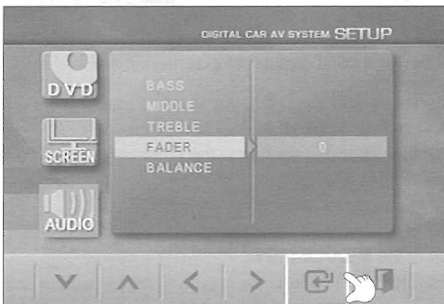 DIGITAL CAR AV SYSTEM SETUP
DVD
BASS
MIDDLE
TREBLE
SCREEN
FADER 0
BALANCE
AUDIO